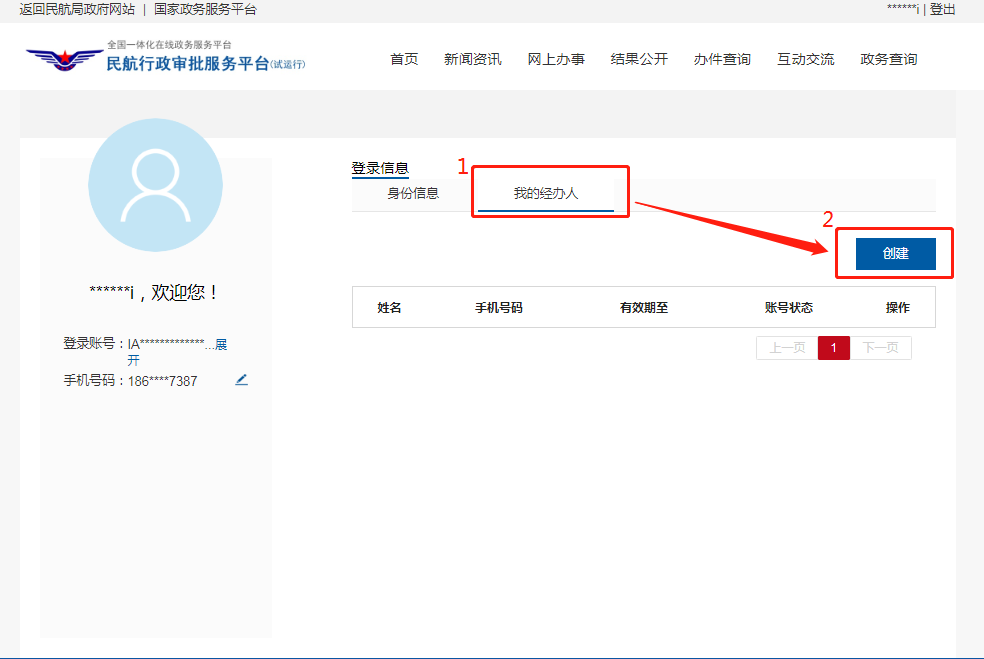 返回民航局政府网站 | 国家政务服务平台
******i | 登出
全国一体化在线政务服务平台
民航行政审批服务平台(试运行)
首页 新闻资讯 网上办事 结果公开 办件查询 互动交流 政务查询
******i，欢迎您！
登录账号：IA*************...展
开
手机号码：186****7387
登录信息
1
身份信息 我的经办人
2
创建
姓名 手机号码 有效期至 账号状态 操作
上一页 1 下一页